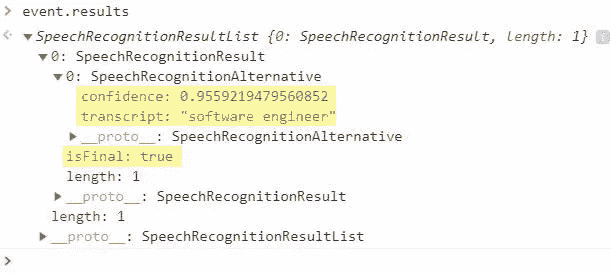 > event.results
< ▼SpeechRecognitionResultList {0: SpeechRecognitionResult, length: 1} i
▼0: SpeechRecognitionResult
▼0: SpeechRecognitionAlternative
confidence: 0.9559219479560852
transcript: "software engineer"
▶__proto__: SpeechRecognitionAlternative
isFinal: true
length: 1
▶__proto__: SpeechRecognitionResult
length: 1
▶__proto__: SpeechRecognitionResultList
>